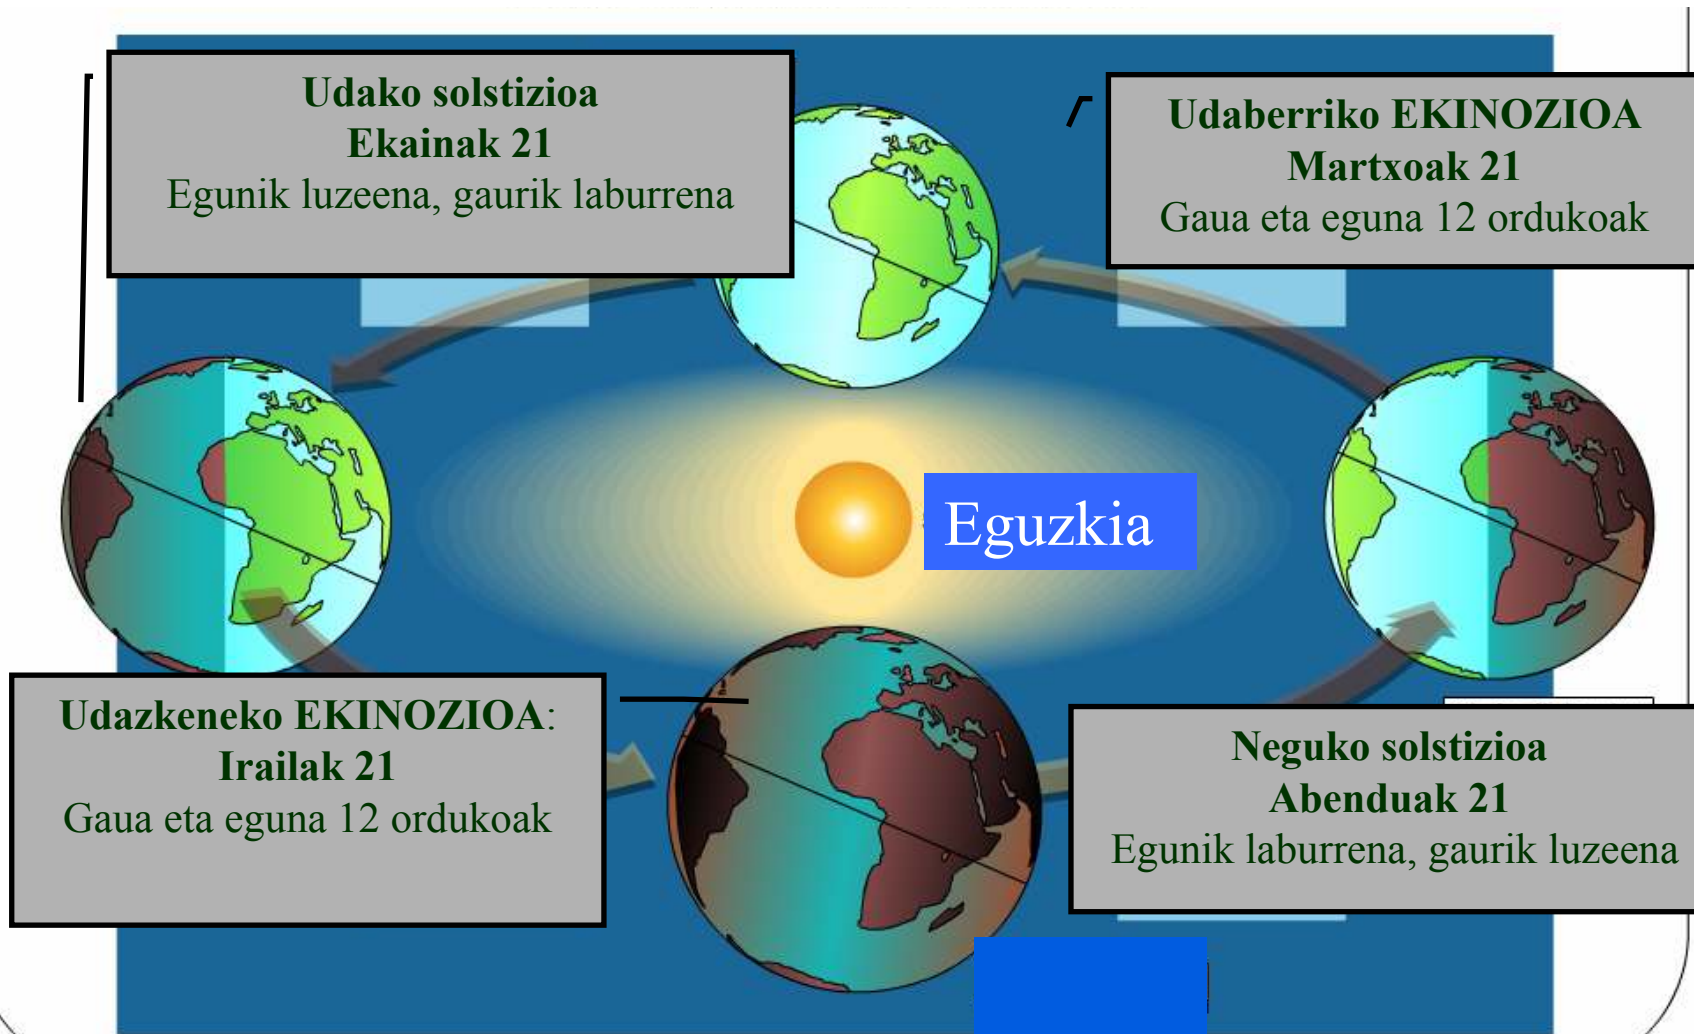 Udako solstizioa
Ekainak 21
Egunik luzeena, gaurik laburrena
Udaberriko EKINOZIOA
Martxoak 21
Gaua eta eguna 12 ordukoak
Eguzkia
Udazkeneko EKINOZIOA:
Irailak 21
Gaua eta eguna 12 ordukoak
Neguko solstizioa
Abenduak 21
Egunik laburrena, gaurik luzeena